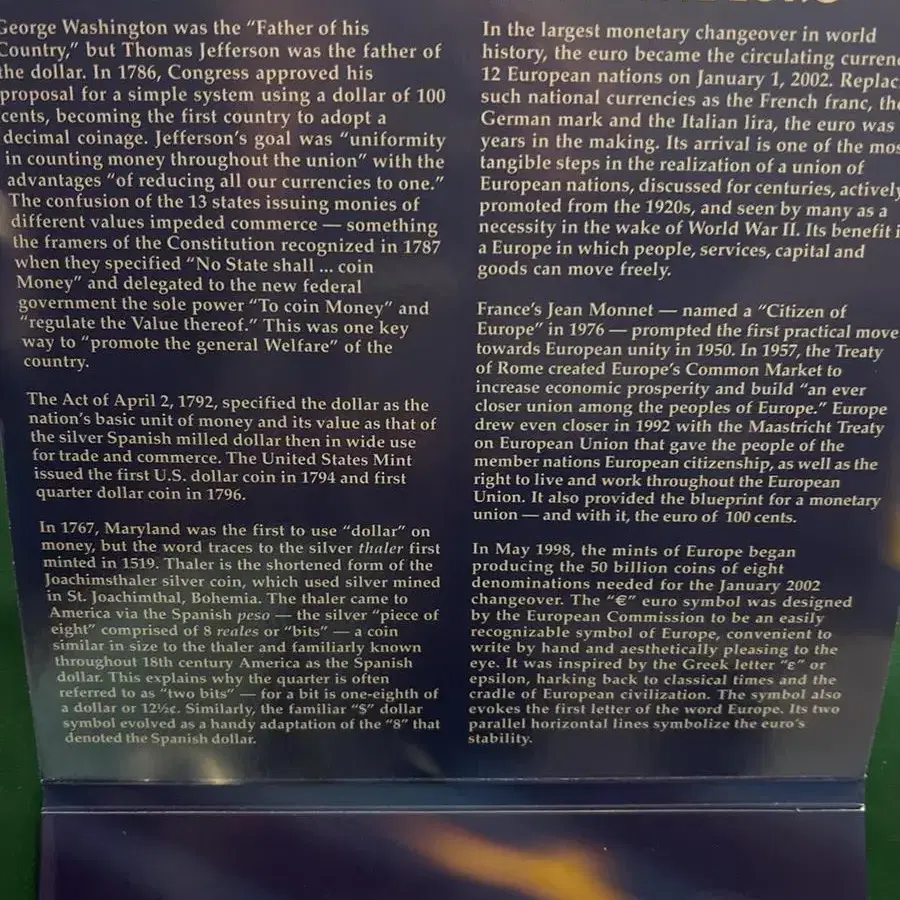 George Washington was the “Father of his
Country,” but Thomas Jefferson was the father of
the dollar. In 1786, Congress approved his
proposal for a simple system using a dollar of 100
cents, becoming the first country to adopt a
decimal coinage. Jefferson’s goal was “uniformity
in counting money throughout the union” with the
advantages “of reducing all our currencies to one.”
The confusion of the 13 states issuing monies of
different values impeded commerce — something
the framers of the Constitution recognized in 1787
when they specified “No State shall ... coin
Money” and delegated to the new federal
government the sole power “To coin Money” and
“regulate the Value thereof.” This was one key
way to “promote the general Welfare” of the
country.
The Act of April 2, 1792, specified the dollar as the
nation’s basic unit of money and its value as that of
the silver Spanish milled dollar then in wide use
for trade and commerce. The United States Mint
issued the first U.S. dollar coin in 1794 and first
quarter dollar coin in 1796.
In 1767, Maryland was the first to use “dollar” on
money, but the word traces to the silver thaler first
minted in 1519. Thaler is the shortened form of the
Joachimsthaler silver coin, which used silver mined
in St. Joachimthal, Bohemia. The thaler came to
America via the Spanish peso — the silver “piece of
eight” comprised of 8 reales or “bits” — a coin
similar in size to the thaler and familiarly known
throughout 18th century America as the Spanish
dollar. This explains why the quarter is often
referred to as “two bits” — for a bit is one-eighth of
a dollar or 12½¢. Similarly, the familiar “$” dollar
symbol evolved as a handy adaptation of the “8” that
denoted the Spanish dollar.
In the largest monetary changeover in world
history, the euro became the circulating curren
12 European nations on January 1, 2002. Replac
such national currencies as the French franc, the
German mark and the Italian lira, the euro was
years in the making. Its arrival is one of the mos
tangible steps in the realization of a union of
European nations, discussed for centuries, actively
promoted from the 1920s, and seen by many as a
necessity in the wake of World War II. Its benefit i
a Europe in which people, services, capital and
goods can move freely.
France’s Jean Monnet — named a “Citizen of
Europe” in 1976 — prompted the first practical move
towards European unity in 1950. In 1957, the Treaty
of Rome created Europe’s Common Market to
increase economic prosperity and build “an ever
closer union among the peoples of Europe.” Europe
drew even closer in 1992 with the Maastricht Treaty
on European Union that gave the people of the
member nations European citizenship, as well as the
right to live and work throughout the European
Union. It also provided the blueprint for a monetary
union — and with it, the euro of 100 cents.
In May 1998, the mints of Europe began
producing the 50 billion coins of eight
denominations needed for the January 2002
changeover. The “€” euro symbol was designed
by the European Commission to be an easily
recognizable symbol of Europe, convenient to
write by hand and aesthetically pleasing to the
eye. It was inspired by the Greek letter “ε” or
epsilon, harking back to classical times and the
cradle of European civilization. The symbol also
evokes the first letter of the word Europe. Its two
parallel horizontal lines symbolize the euro’s
stability.